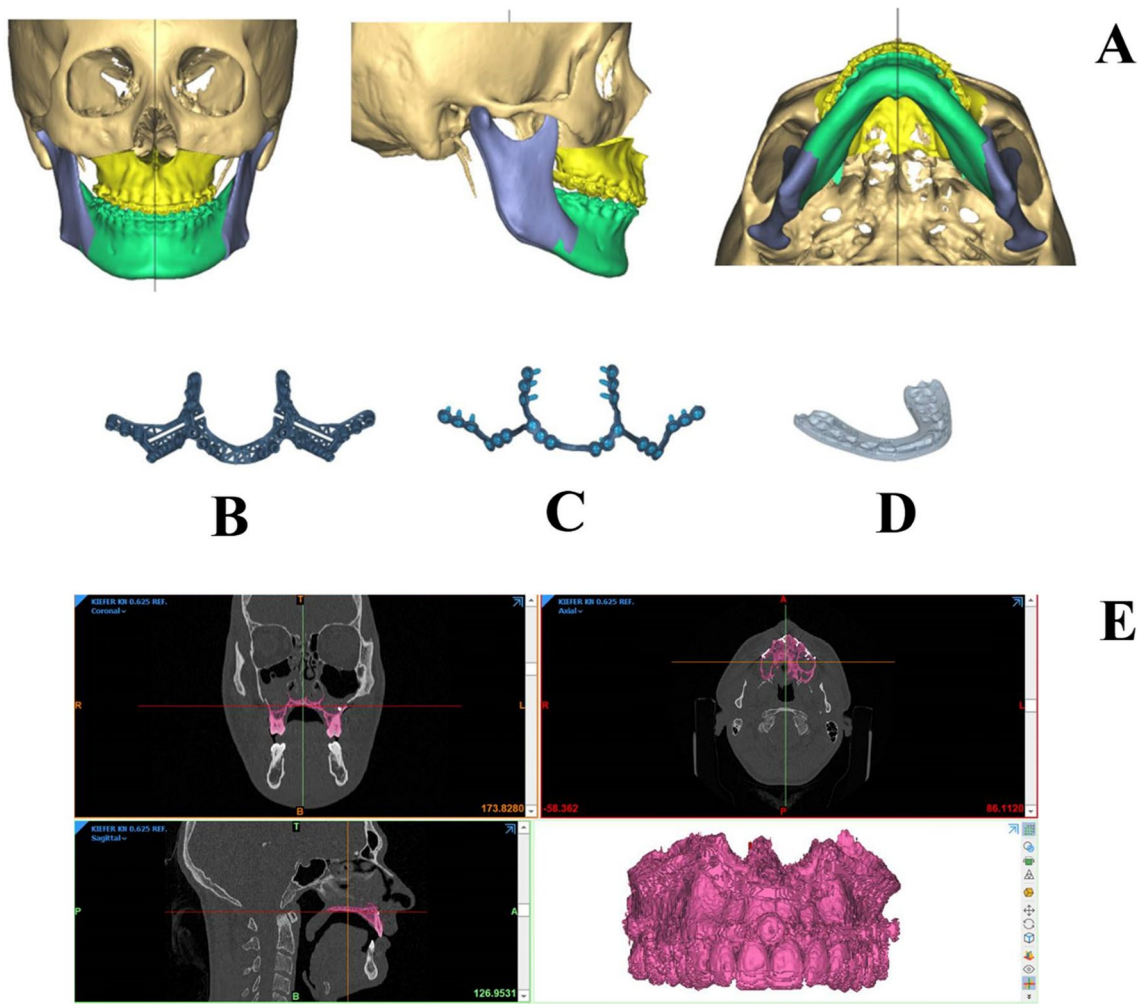 A
B
C
D
E
KIEFER KN 0.625 REF.
Coronal
T
R
L
B
173.8280
KIEFER KN 0.625 REF.
Axial
A
R
L
P
-58.362
86.1120
KIEFER KN 0.625 REF.
Sagittal
T
P
A
B
126.9531